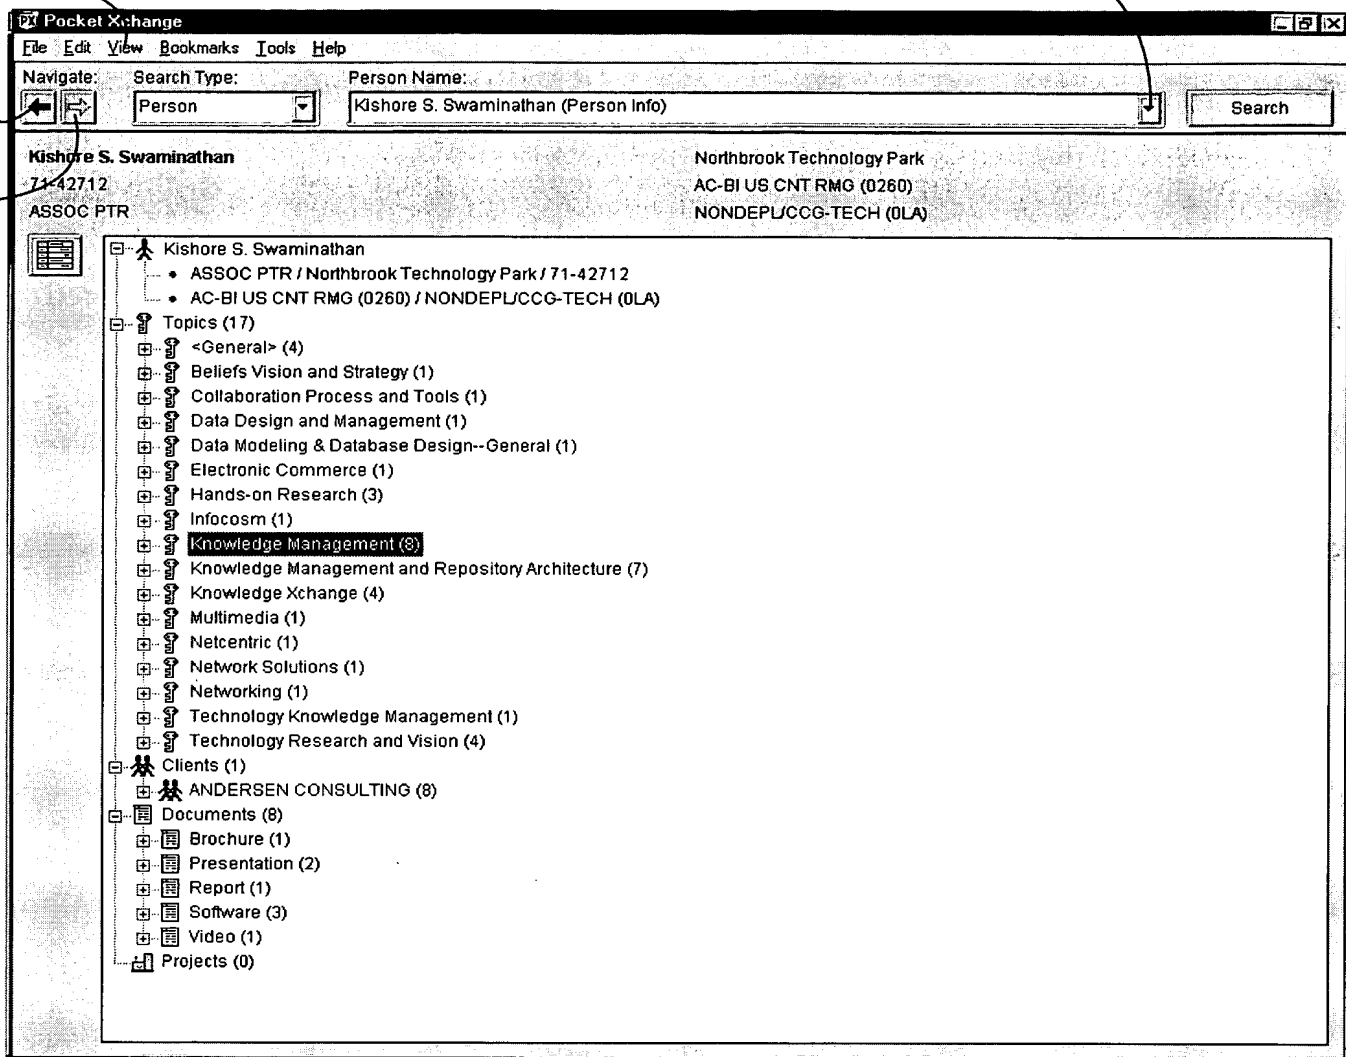 PX Pocket Xchange
File Edit View Bookmarks Tools Help
Navigate: Search Type: Person Name:
Person Kishore S. Swaminathan (Person Info) Search
Kishore S. Swaminathan Northbrook Technology Park
71-42712 AC-BI US CNT RMG (0260)
ASSOC PTR NONDEPL/CCG-TECH (0LA)
Kishore S. Swaminathan
ASSOC PTR / Northbrook Technology Park / 71-42712
AC-BI US CNT RMG (0260) / NONDEPL/CCG-TECH (0LA)
Topics (17)
<General> (4)
Beliefs Vision and Strategy (1)
Collaboration Process and Tools (1)
Data Design and Management (1)
Data Modeling & Database Design--General (1)
Electronic Commerce (1)
Hands-on Research (3)
Infocosm (1)
Knowledge Management (8)
Knowledge Management and Repository Architecture (7)
Knowledge Xchange (4)
Multimedia (1)
Netcentric (1)
Network Solutions (1)
Networking (1)
Technology Knowledge Management (1)
Technology Research and Vision (4)
Clients (1)
ANDERSEN CONSULTING (8)
Documents (8)
Brochure (1)
Presentation (2)
Report (1)
Software (3)
Video (1)
Projects (0)